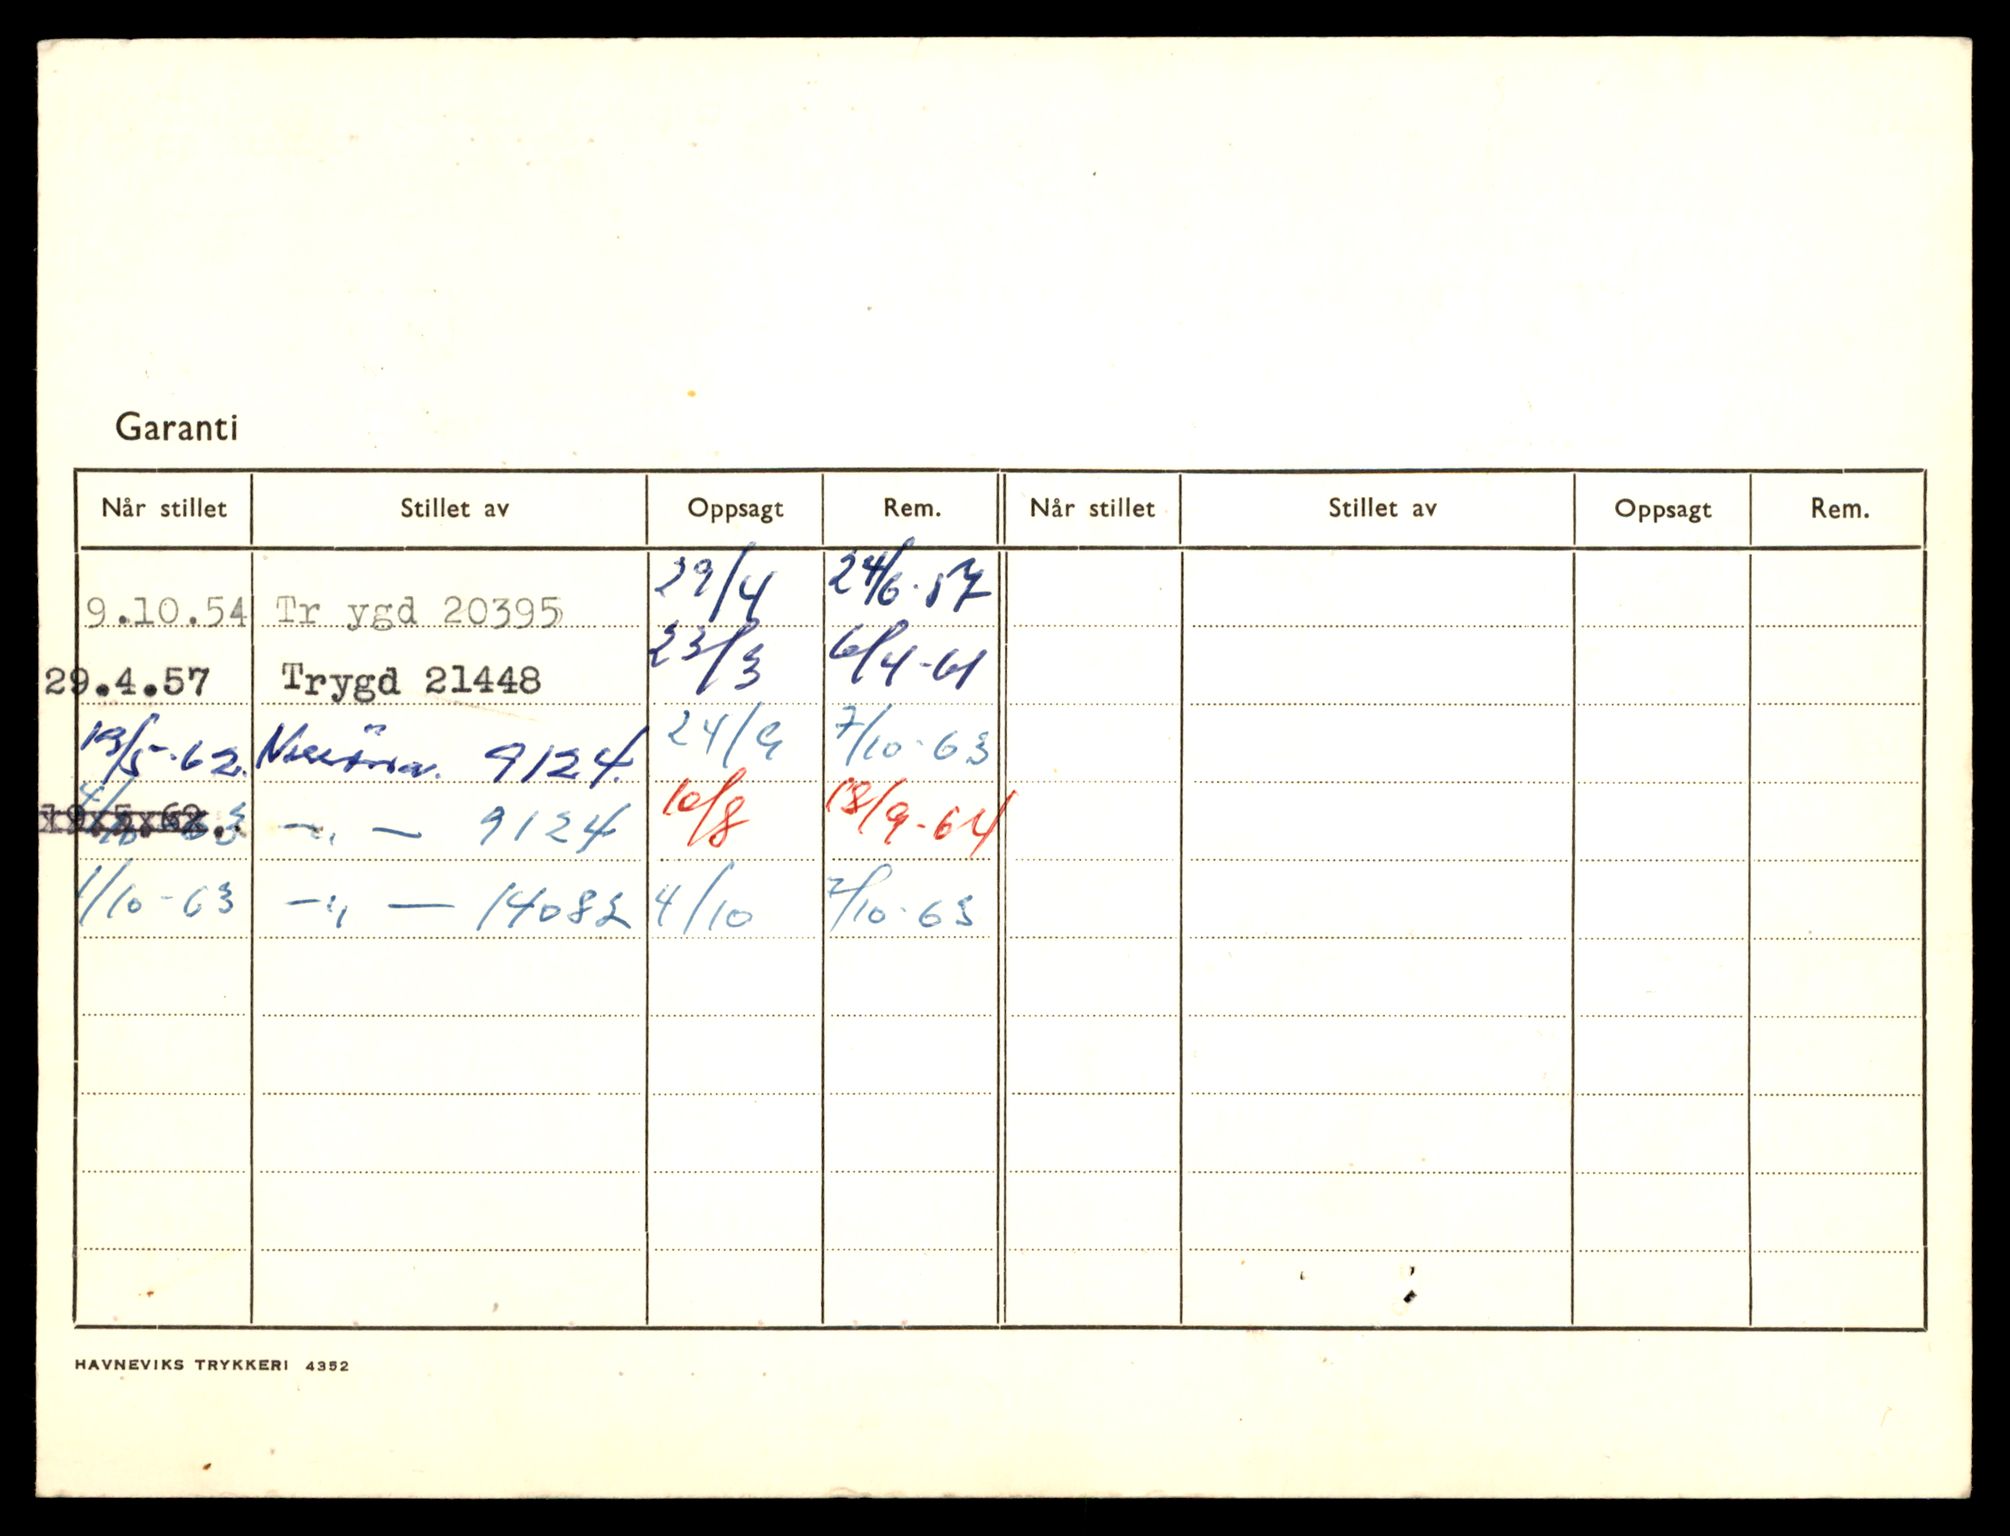 Garanti
Når stillet Stillet av Oppsagt Rem. Når stillet Stillet av Oppsagt Rem.
9.10.54 Tr ygd 20395 29/4 24/6-57
29.4.57 Trygd 21448 23/3 6/4-61
19/5-62. 9124 24/9 7/10-63
4/10-63 —„— 9124 10/8 18/9-64
1/10-63 —„— 14082 4/10 7/10-63
HAVNEVIKS TRYKKERI 4352